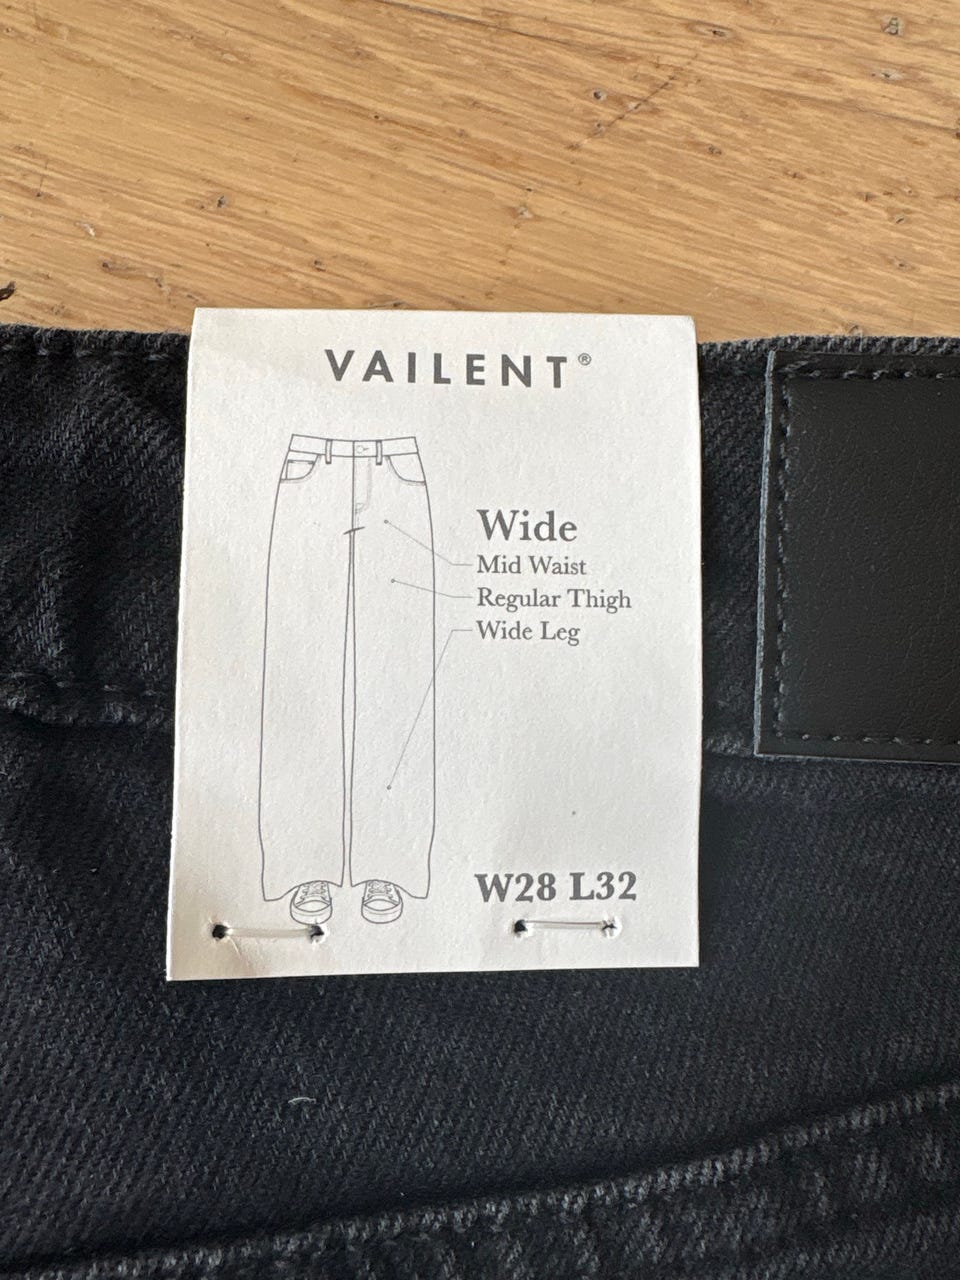 VAILENT®
Wide
Mid Waist
Regular Thigh
Wide Leg
W28 L32